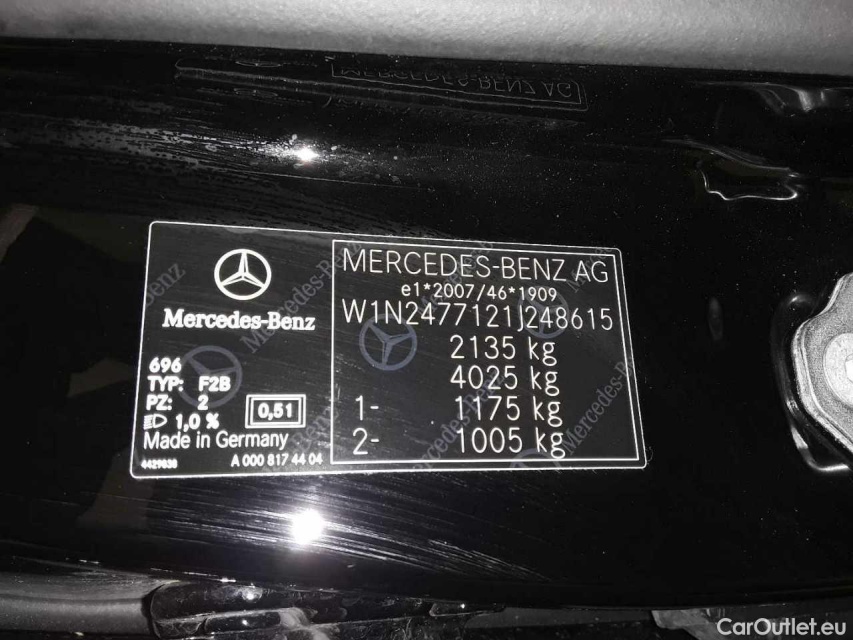 Mercedes-Benz
696
TYP: F2B
PZ: 2
1,0 %
0,51
Made in Germany
4429638
A 000 817 44 04
MERCEDES-BENZ AG
e1*2007/46*1909
W1N2477121J248615
2135 kg
4025 kg
1- 1175 kg
2- 1005 kg
CarOutlet.eu